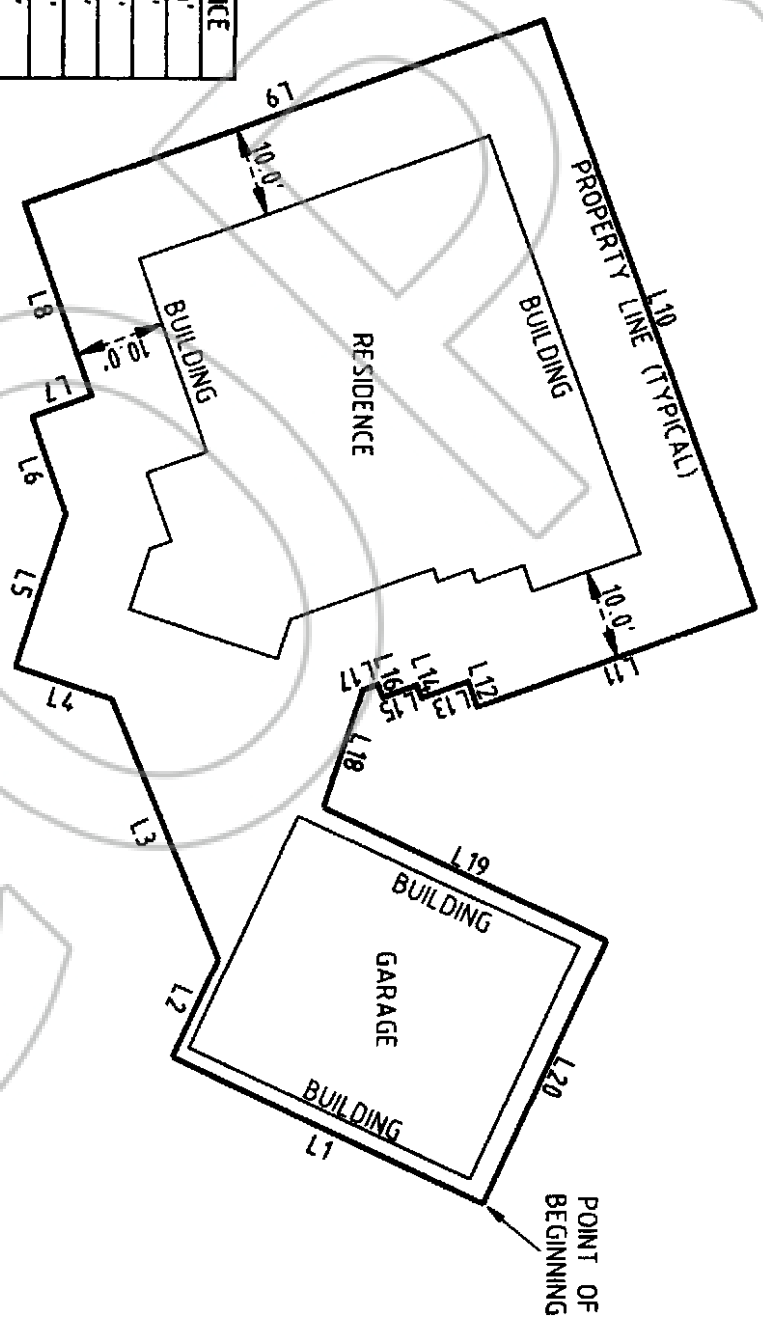 NCE
L9
10.0'
PROPERTY LINE (TYPICAL)
L10
BUILDING
RESIDENCE
BUILDING
10.0'
L8
L7
L6
L5
L4
L3
L2
L1
10.0'
L11
L12
L13
L14
L15
L16
L17
L18
L19
BUILDING
GARAGE
BUILDING
L20
POINT OF
BEGINNING